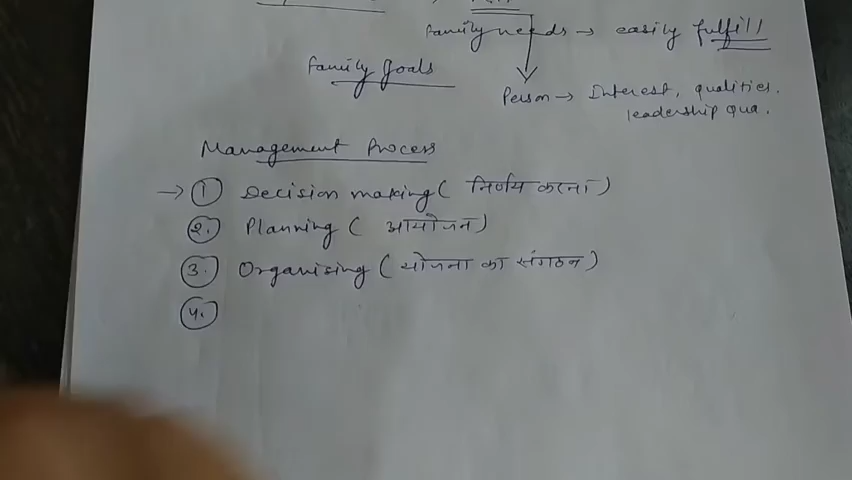 Family needs → easily fulfill
Family Goals
Person → Interest, qualities.
leadership qua.
Management Process
→ 1 Decision making ( निर्णय करना )
2. Planning ( आयोजन )
3. Organising ( योजना का संगठन )
4.